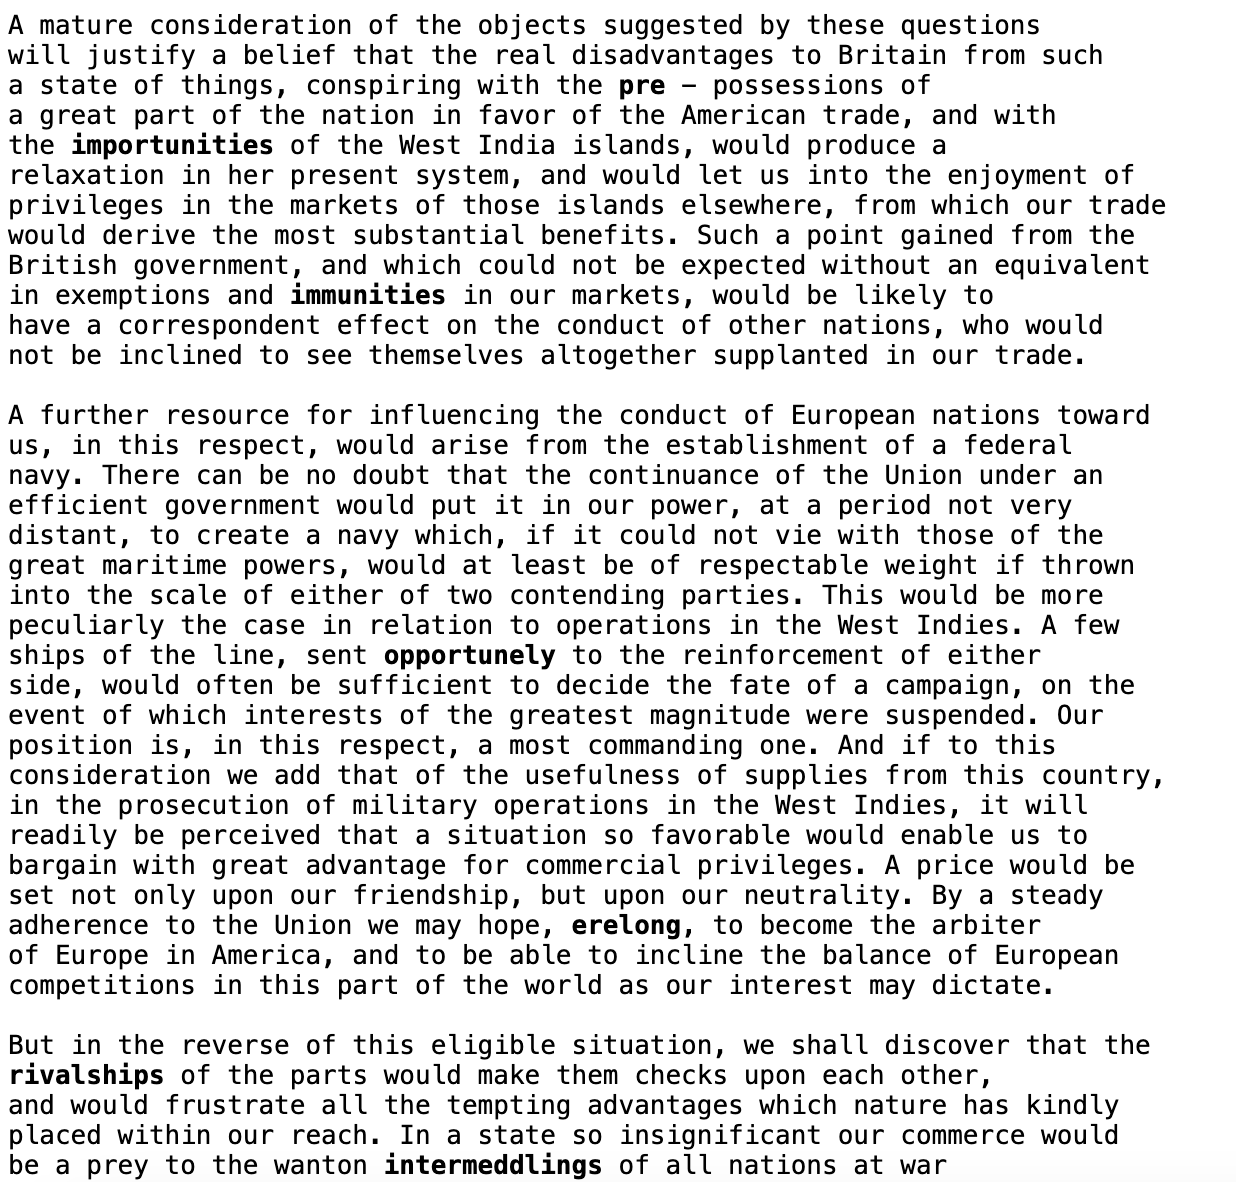 A mature consideration of the objects suggested by these questions
will justify a belief that the real disadvantages to Britain from such
a state of things, conspiring with the pre – possessions of
a great part of the nation in favor of the American trade, and with
the importunities of the West India islands, would produce a
relaxation in her present system, and would let us into the enjoyment of
privileges in the markets of those islands elsewhere, from which our trade
would derive the most substantial benefits. Such a point gained from the
British government, and which could not be expected without an equivalent
in exemptions and immunities in our markets, would be likely to
have a correspondent effect on the conduct of other nations, who would
not be inclined to see themselves altogether supplanted in our trade.

A further resource for influencing the conduct of European nations toward
us, in this respect, would arise from the establishment of a federal
navy. There can be no doubt that the continuance of the Union under an
efficient government would put it in our power, at a period not very
distant, to create a navy which, if it could not vie with those of the
great maritime powers, would at least be of respectable weight if thrown
into the scale of either of two contending parties. This would be more
peculiarly the case in relation to operations in the West Indies. A few
ships of the line, sent opportunely to the reinforcement of either
side, would often be sufficient to decide the fate of a campaign, on the
event of which interests of the greatest magnitude were suspended. Our
position is, in this respect, a most commanding one. And if to this
consideration we add that of the usefulness of supplies from this country,
in the prosecution of military operations in the West Indies, it will
readily be perceived that a situation so favorable would enable us to
bargain with great advantage for commercial privileges. A price would be
set not only upon our friendship, but upon our neutrality. By a steady
adherence to the Union we may hope, erelong, to become the arbiter
of Europe in America, and to be able to incline the balance of European
competitions in this part of the world as our interest may dictate.

But in the reverse of this eligible situation, we shall discover that the
rivalships of the parts would make them checks upon each other,
and would frustrate all the tempting advantages which nature has kindly
placed within our reach. In a state so insignificant our commerce would
be a prey to the wanton intermeddlings of all nations at war